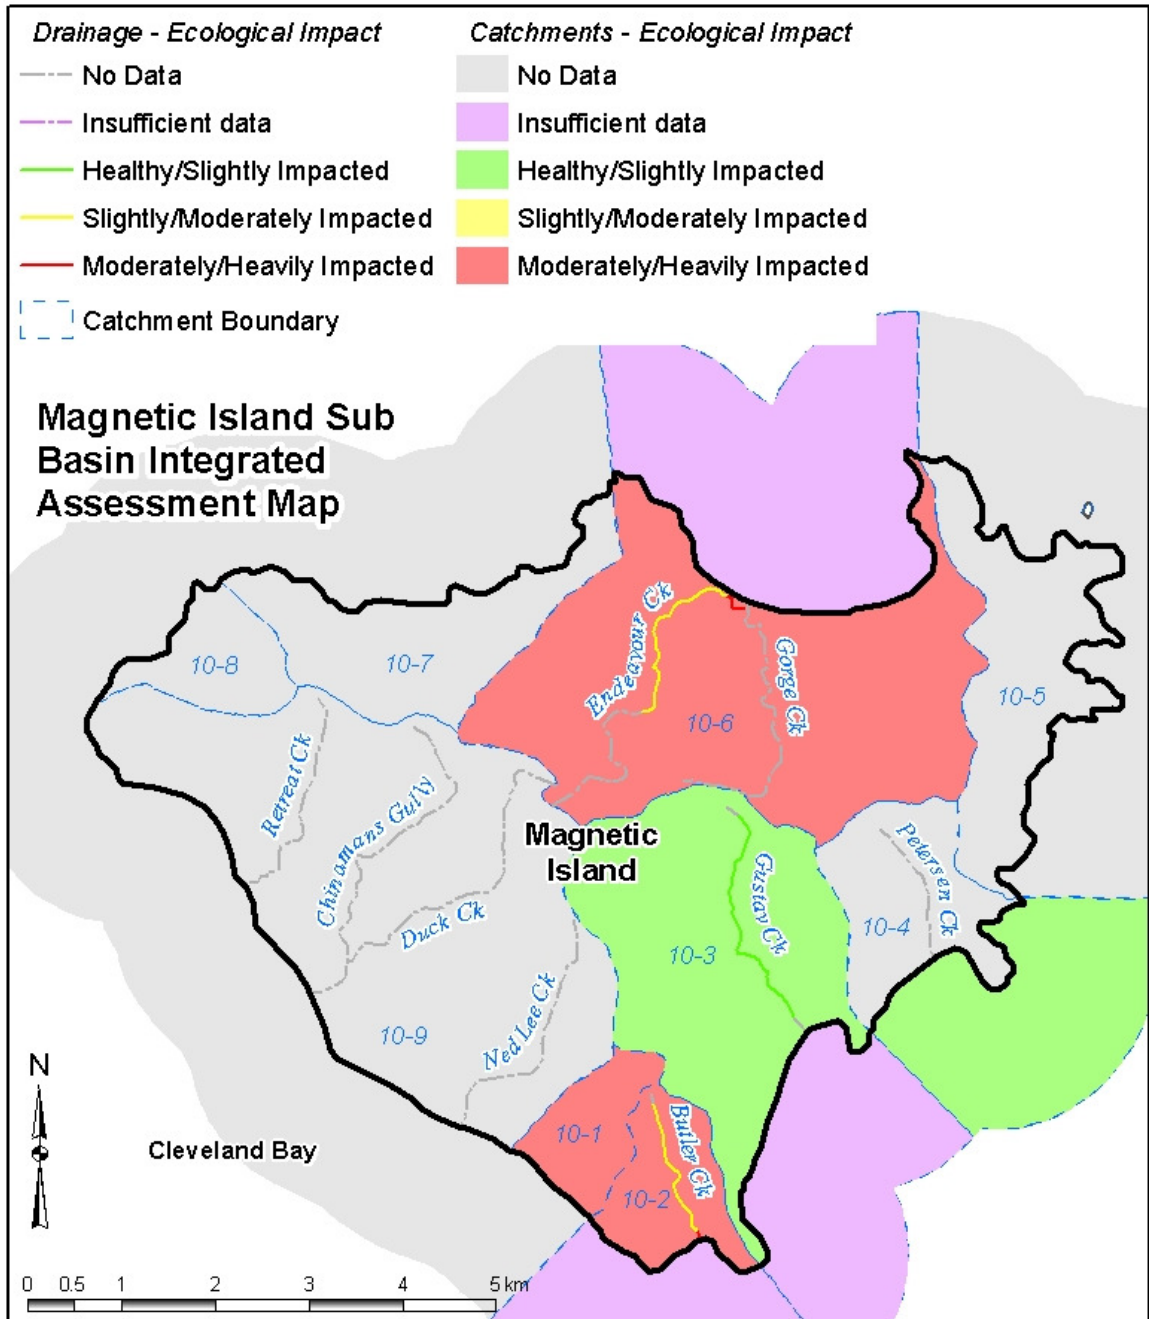 Drainage - Ecological Impact
No Data
Insufficient data
Healthy/Slightly Impacted
Slightly/Moderately Impacted
Moderately/Heavily Impacted
Catchment Boundary
Catchments - Ecological Impact
No Data
Insufficient data
Healthy/Slightly Impacted
Slightly/Moderately Impacted
Moderately/Heavily Impacted
Magnetic Island Sub
Basin Integrated
Assessment Map
Endeavour Ck
Gorge Ck
10-8
10-7
10-6
10-5
Retreat Ck
Chinamans Gully
Duck Ck
Magnetic
Island
Gustav Ck
Petersen Ck
10-4
10-3
10-9
Ned Lee Ck
10-1
10-2
Butler Ck
N
Cleveland Bay
0 0.5 1 2 3 4 5 km